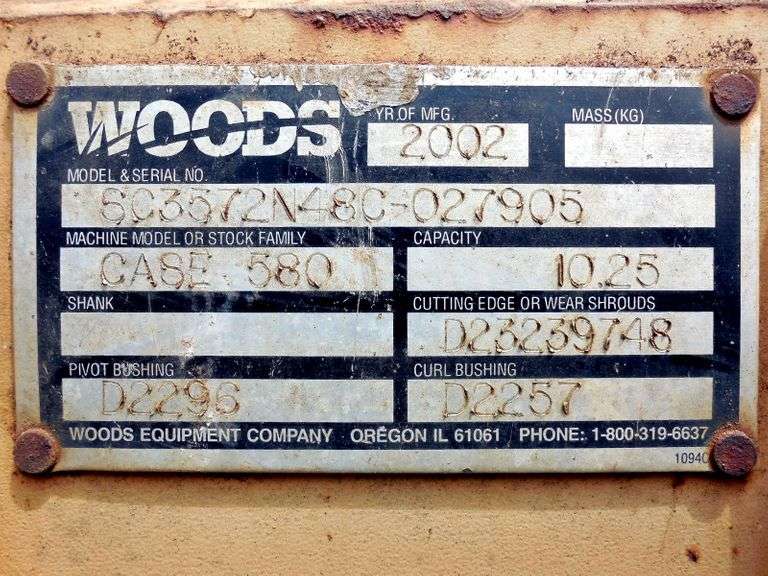 WOODS
YR. OF MFG.
2002
MASS (KG)
MODEL & SERIAL NO.
SC3572N48C-027905
MACHINE MODEL OR STOCK FAMILY
CASE 580
CAPACITY
10.25
SHANK
CUTTING EDGE OR WEAR SHROUDS
D23239748
PIVOT BUSHING
D2296
CURL BUSHING
D2257
WOODS EQUIPMENT COMPANY OREGON IL 61061 PHONE: 1-800-319-6637